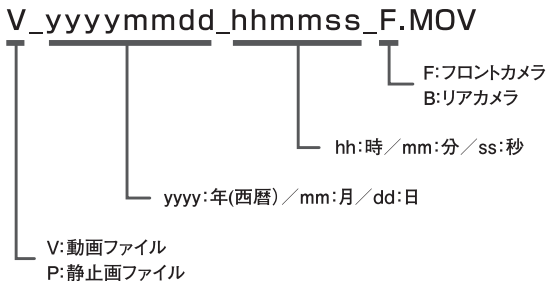 V_yyyymmdd_hhmmss_F.MOV
F:フロントカメラ
B:リアカメラ
hh:時／mm:分／ss:秒
yyyy:年(西暦)／mm:月／dd:日
V:動画ファイル
P:静止画ファイル